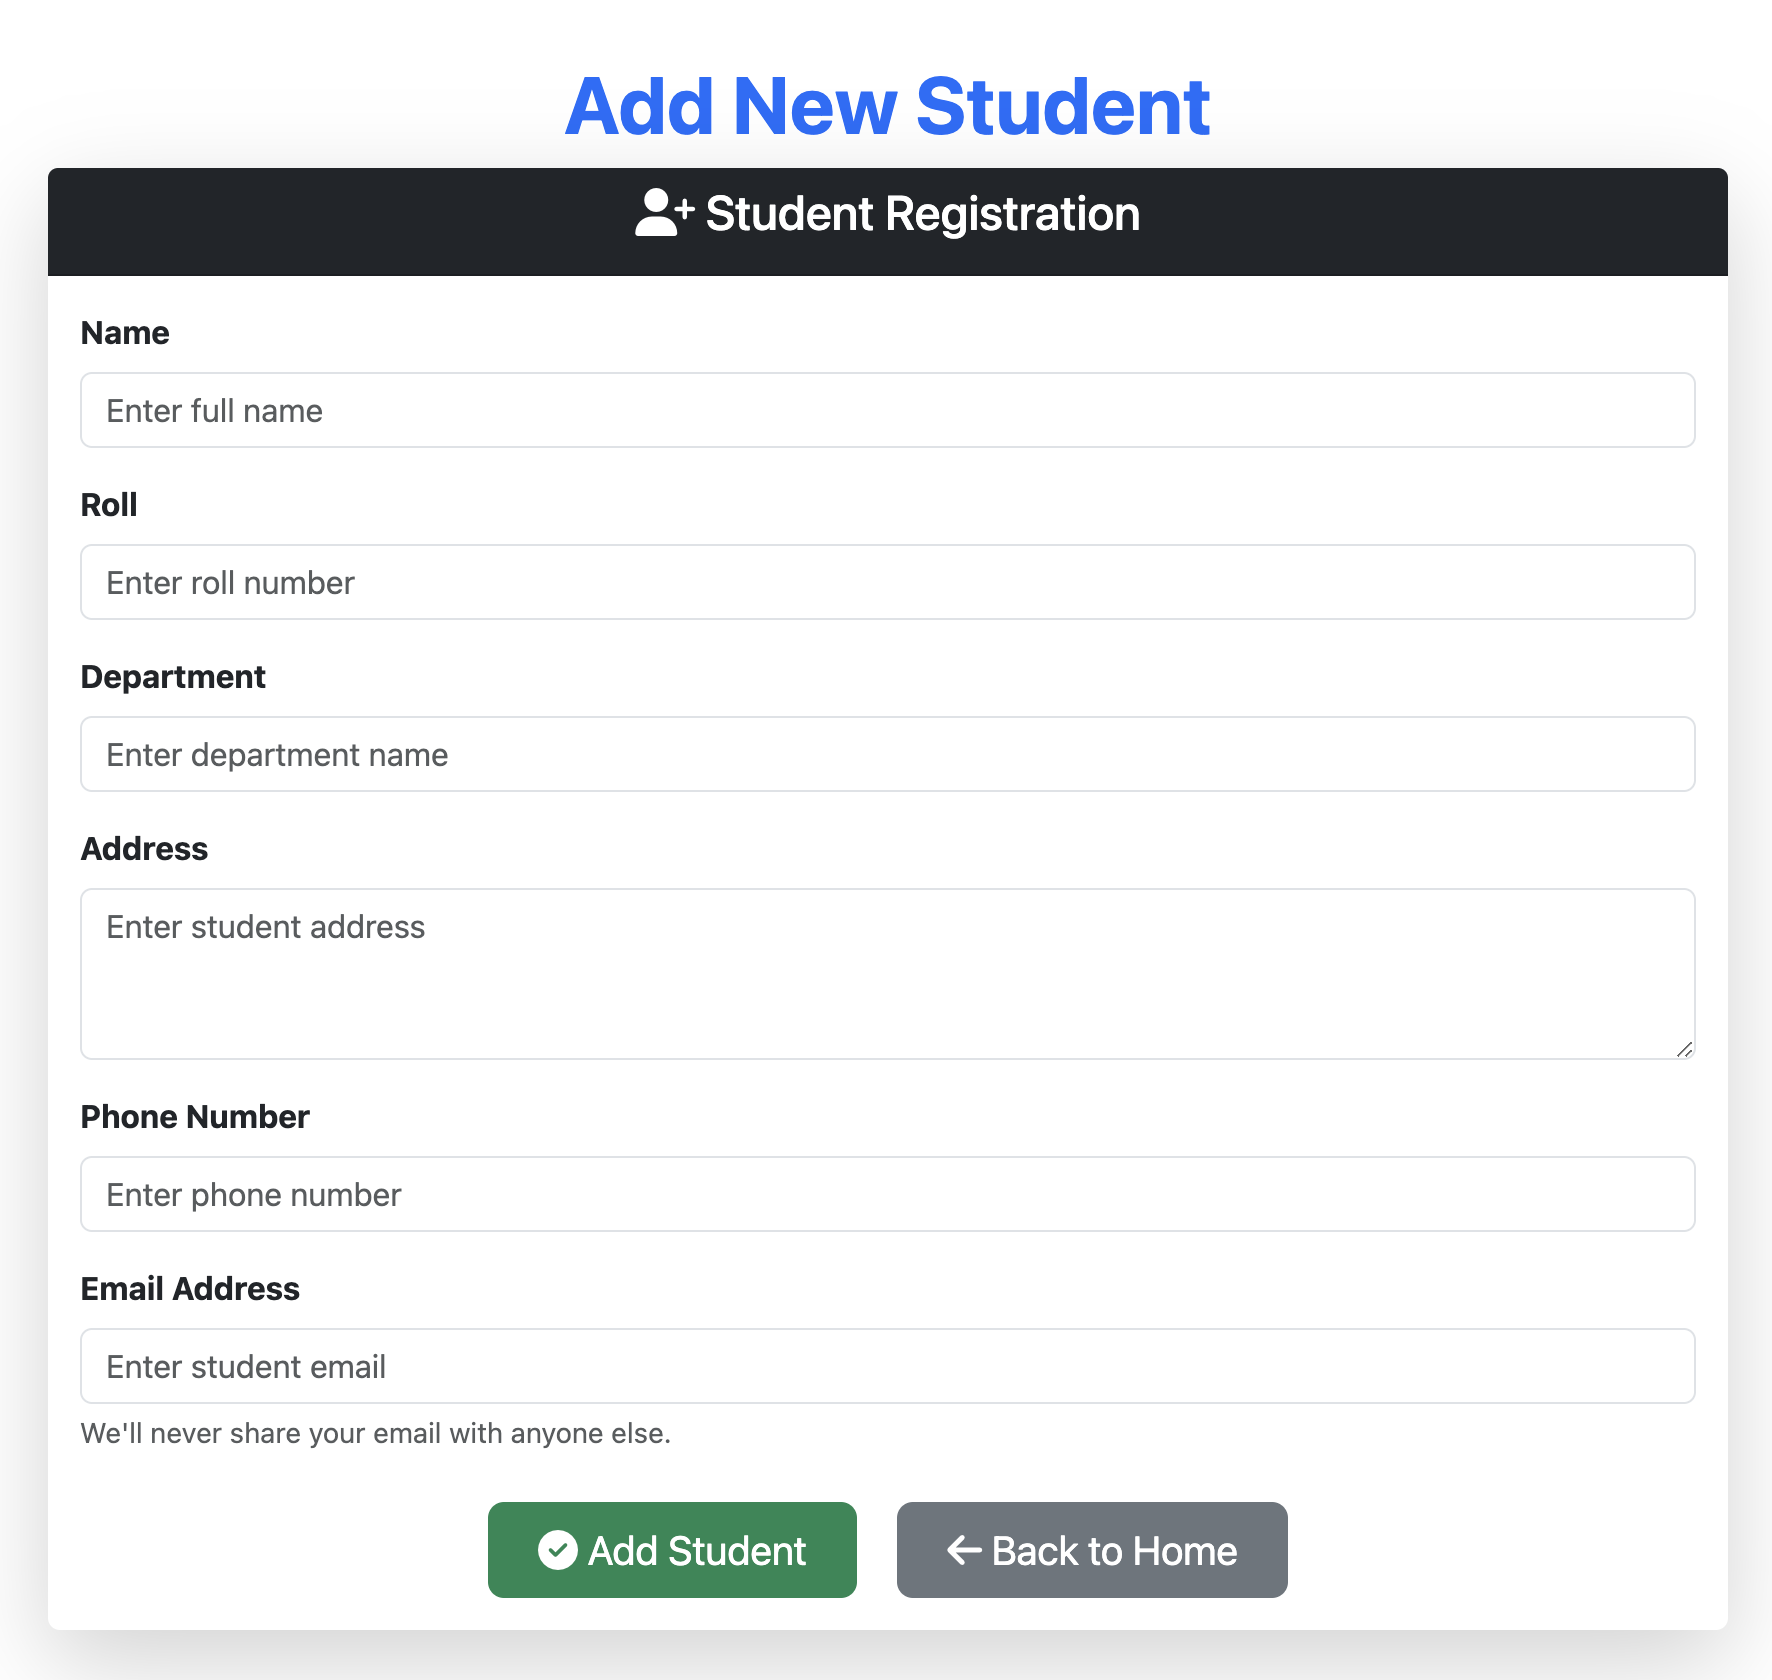 Add New Student
Student Registration
Name
Enter full name
Roll
Enter roll number
Department
Enter department name
Address
Enter student address
Phone Number
Enter phone number
Email Address
Enter student email
We'll never share your email with anyone else.
Add Student
Back to Home